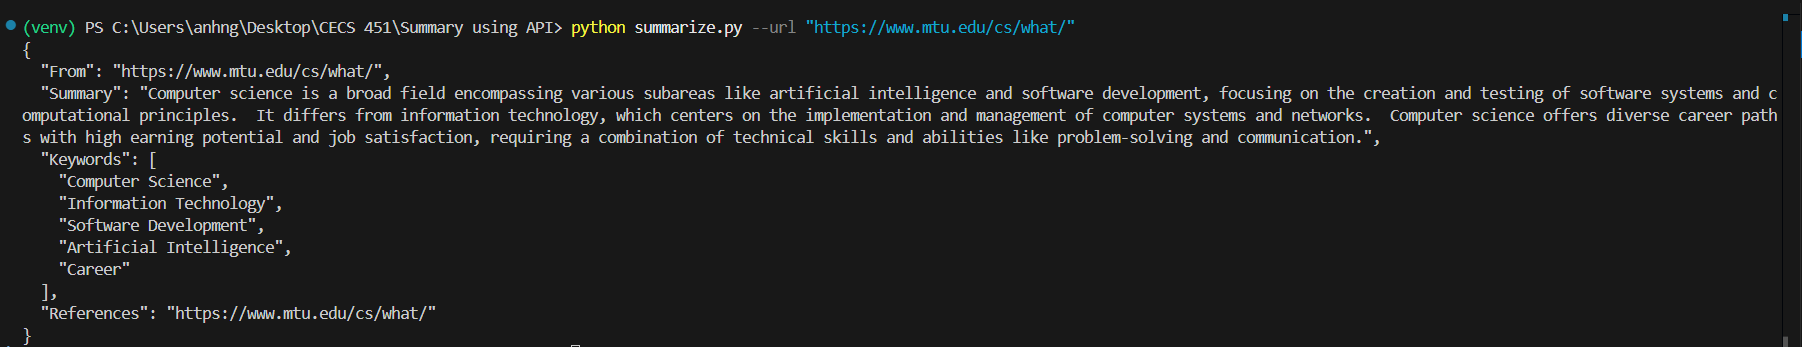 (venv) PS C:\Users\anhng\Desktop\CECS 451\Summary using API> python summarize.py --url "https://www.mtu.edu/cs/what/"
{
  "From": "https://www.mtu.edu/cs/what/",
  "Summary": "Computer science is a broad field encompassing various subareas like artificial intelligence and software development, focusing on the creation and testing of software systems and c
omputational principles.  It differs from information technology, which centers on the implementation and management of computer systems and networks.  Computer science offers diverse career path
s with high earning potential and job satisfaction, requiring a combination of technical skills and abilities like problem-solving and communication.",
  "Keywords": [
    "Computer Science",
    "Information Technology",
    "Software Development",
    "Artificial Intelligence",
    "Career"
  ],
  "References": "https://www.mtu.edu/cs/what/"
}